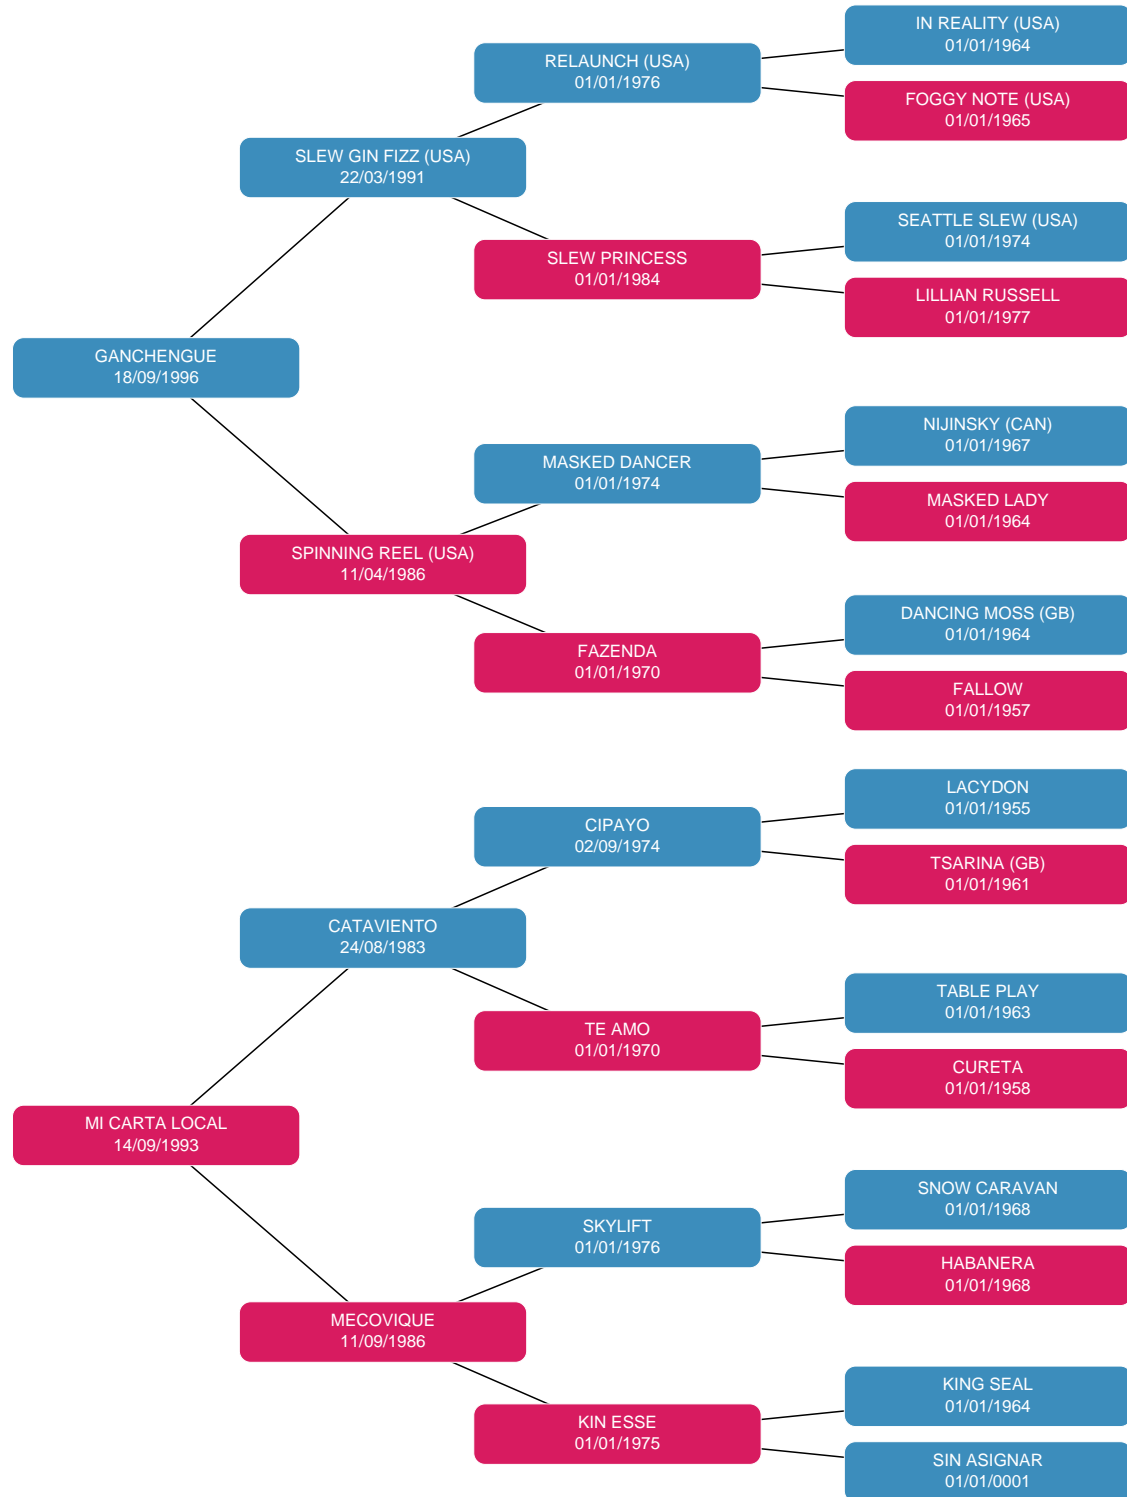 IN REALITY (USA)
01/01/1964
RELAUNCH (USA)
01/01/1976
FOGGY NOTE (USA)
01/01/1965
SLEW GIN FIZZ (USA)
22/03/1991
SEATTLE SLEW (USA)
01/01/1974
SLEW PRINCESS
01/01/1984
LILLIAN RUSSELL
01/01/1977
GANCHENGUE
18/09/1996
NIJINSKY (CAN)
01/01/1967
MASKED DANCER
01/01/1974
MASKED LADY
01/01/1964
SPINNING REEL (USA)
11/04/1986
DANCING MOSS (GB)
01/01/1964
FAZENDA
01/01/1970
FALLOW
01/01/1957
LACYDON
01/01/1955
CIPAYO
02/09/1974
TSARINA (GB)
01/01/1961
CATAVIENTO
24/08/1983
TABLE PLAY
01/01/1963
TE AMO
01/01/1970
CURETA
01/01/1958
MI CARTA LOCAL
14/09/1993
SNOW CARAVAN
01/01/1968
SKYLIFT
01/01/1976
HABANERA
01/01/1968
MECOVIQUE
11/09/1986
KING SEAL
01/01/1964
KIN ESSE
01/01/1975
SIN ASIGNAR
01/01/0001